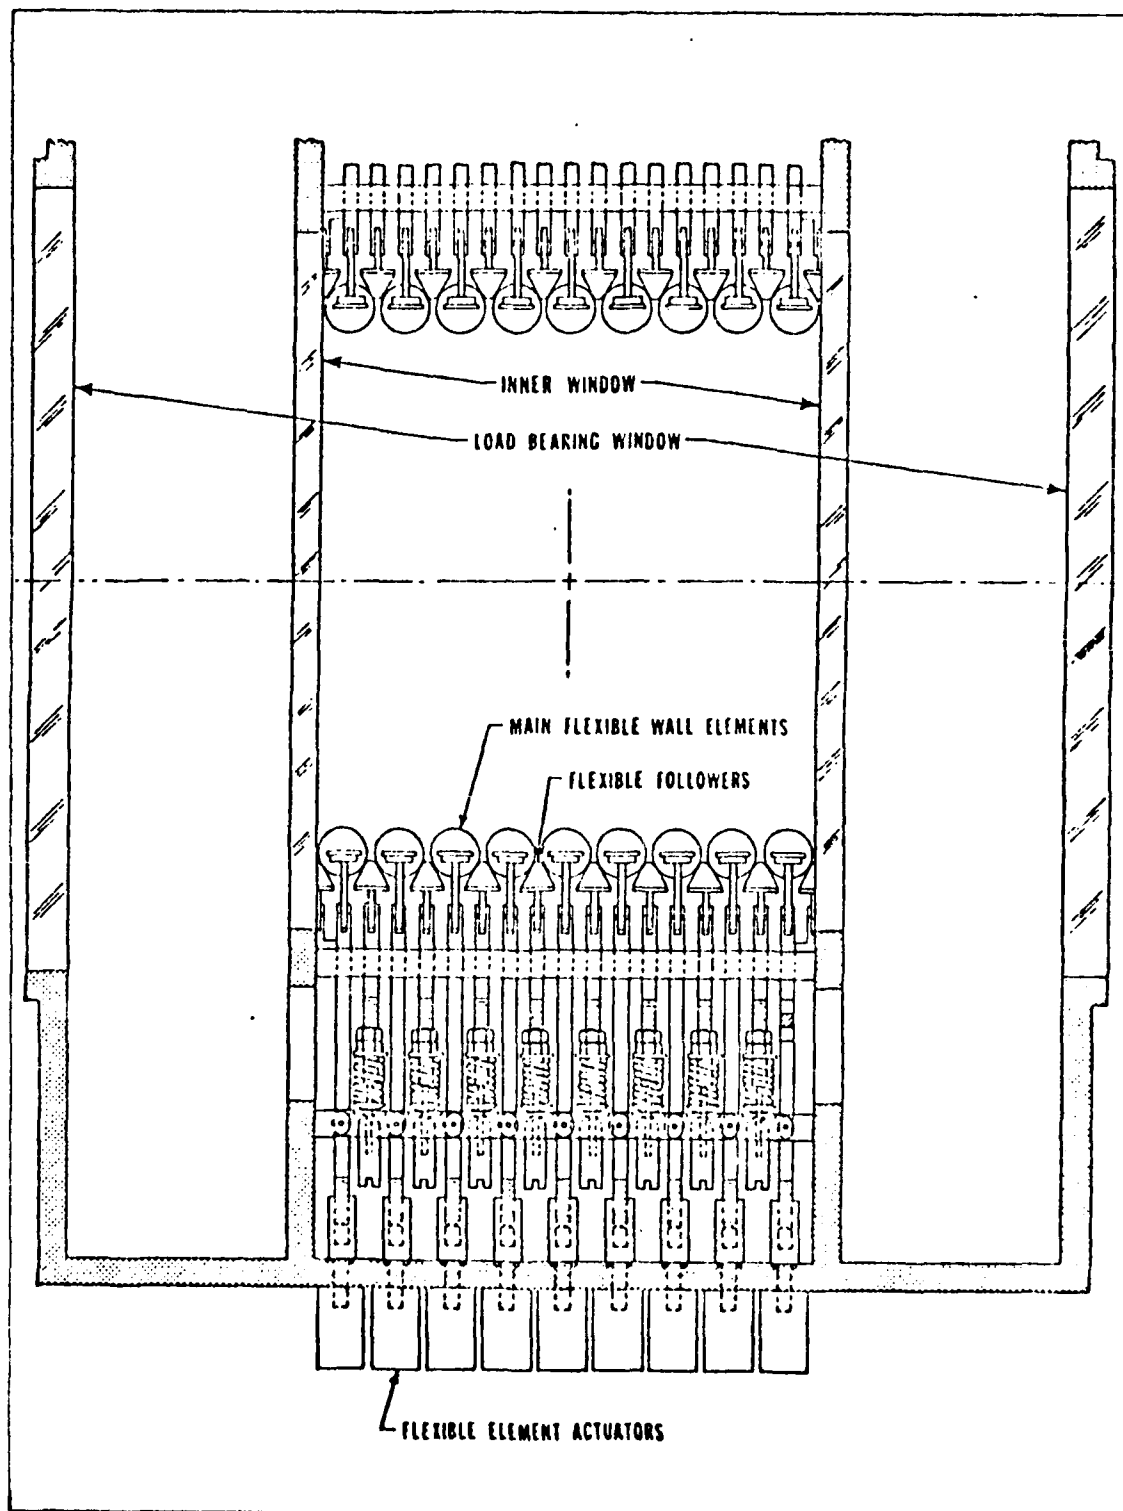 INNER WINDOW
LOAD BEARING WINDOW
MAIN FLEXIBLE WALL ELEMENTS
FLEXIBLE FOLLOWERS
FLEXIBLE ELEMENT ACTUATORS